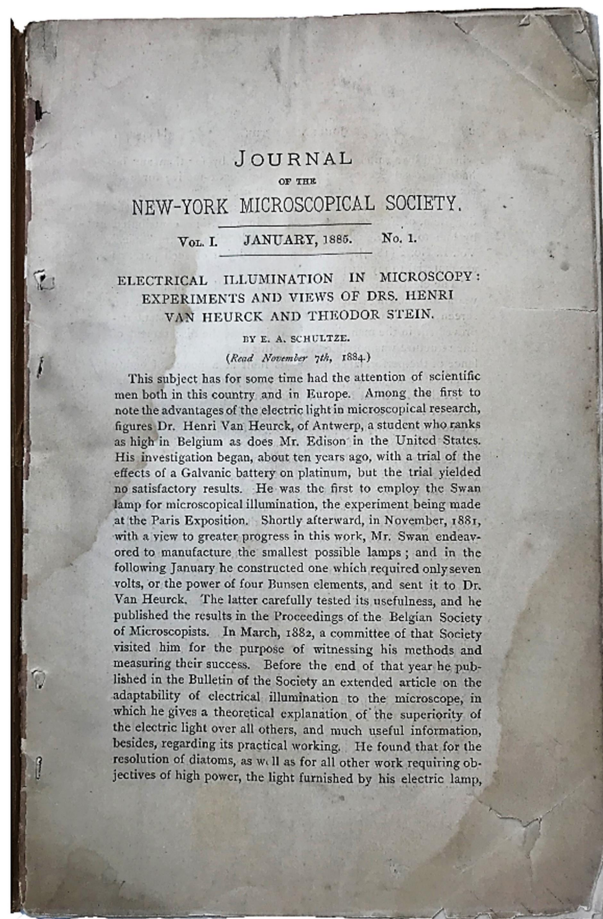 JOURNAL
OF THE
NEW-YORK MICROSCOPICAL SOCIETY.
VOL. I. JANUARY, 1885. No. 1.
ELECTRICAL ILLUMINATION IN MICROSCOPY:
EXPERIMENTS AND VIEWS OF DRS. HENRI
VAN HEURCK AND THEODOR STEIN.
BY E. A. SCHULTZE.
(Read November 7th, 1884.)
This subject has for some time had the attention of scientific
men both in this country and in Europe. Among the first to
note the advantages of the electric light in microscopical research,
figures Dr. Henri Van Heurck, of Antwerp, a student who ranks
as high in Belgium as does Mr. Edison in the United States.
His investigation began, about ten years ago, with a trial of the
effects of a Galvanic battery on platinum, but the trial yielded
no satisfactory results. He was the first to employ the Swan
lamp for microscopical illumination, the experiment being made
at the Paris Exposition. Shortly afterward, in November, 1881,
with a view to greater progress in this work, Mr. Swan endeav-
ored to manufacture the smallest possible lamps; and in the
following January he constructed one which required only seven
volts, or the power of four Bunsen elements, and sent it to Dr.
Van Heurck. The latter carefully tested its usefulness, and he
published the results in the Proceedings of the Belgian Society
of Microscopists. In March, 1882, a committee of that Society
visited him for the purpose of witnessing his methods and
measuring their success. Before the end of that year he pub-
lished in the Bulletin of the Society an extended article on the
adaptability of electrical illumination to the microscope, in
which he gives a theoretical explanation of the superiority of
the electric light over all others, and much useful information,
besides, regarding its practical working. He found that for the
resolution of diatoms, as well as for all other work requiring ob-
jectives of high power, the light furnished by his electric lamp,